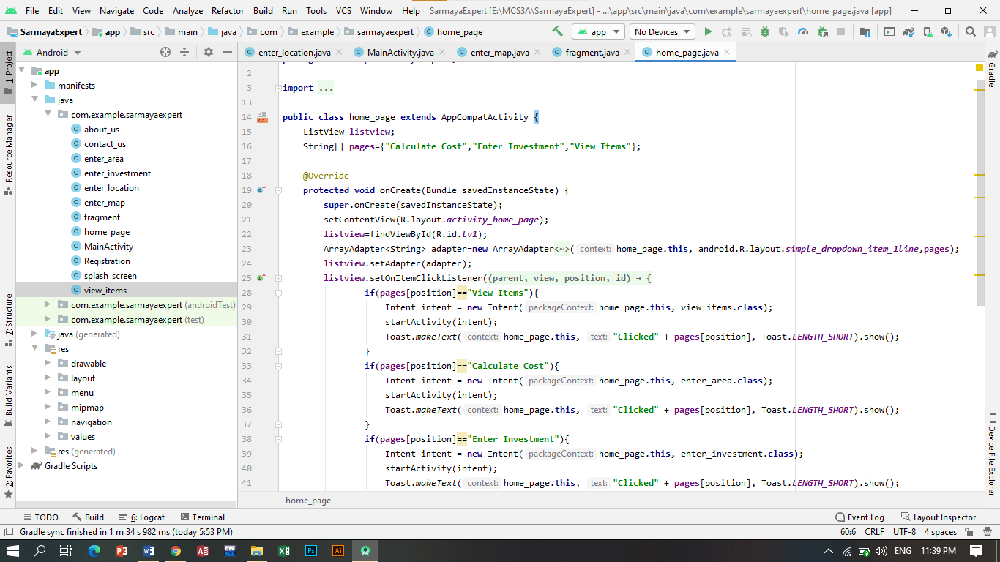 File Edit View Navigate Code Analyze Refactor Build Run Tools VCS Window Help SarmayaExpert [E:\MCS3A\SarmayaExpert] - ...\app\src\main\java\com\example\sarmayaexpert\home_page.java [app]
SarmayaExpert app src main java com example sarmayaexpert home_page app No Devices
1: Project
Resource Manager
Z: Structure
Build Variants
2: Favorites
Android
app
manifests
java
com.example.sarmayaexpert
about_us
contact_us
enter_area
enter_investment
enter_location
enter_map
fragment
home_page
MainActivity
Registration
splash_screen
view_items
com.example.sarmayaexpert (androidTest)
com.example.sarmayaexpert (test)
java (generated)
res
drawable
layout
menu
mipmap
navigation
values
res (generated)
Gradle Scripts
enter_location.java MainActivity.java enter_map.java fragment.java home_page.java
2
3 import ...
13
14 public class home_page extends AppCompatActivity {
15 ListView listview;
16 String[] pages={"Calculate Cost","Enter Investment","View Items"};
17
18 @Override
19 protected void onCreate(Bundle savedInstanceState) {
20 super.onCreate(savedInstanceState);
21 setContentView(R.layout.activity_home_page);
22 listview=findViewById(R.id.lv1);
23 ArrayAdapter<String> adapter=new ArrayAdapter<~>( context: home_page.this, android.R.layout.simple_dropdown_item_1line,pages);
24 listview.setAdapter(adapter);
25 listview.setOnItemClickListener((parent, view, position, id) → {
28 if(pages[position]=="View Items"){
29 Intent intent = new Intent( packageContext: home_page.this, view_items.class);
30 startActivity(intent);
31 Toast.makeText( context: home_page.this, text: "Clicked" + pages[position], Toast.LENGTH_SHORT).show();
32 }
33 if(pages[position]=="Calculate Cost"){
34 Intent intent = new Intent( packageContext: home_page.this, enter_area.class);
35 startActivity(intent);
36 Toast.makeText( context: home_page.this, text: "Clicked" + pages[position], Toast.LENGTH_SHORT).show();
37 }
38 if(pages[position]=="Enter Investment"){
39 Intent intent = new Intent( packageContext: home_page.this, enter_investment.class);
40 startActivity(intent);
41 Toast.makeText( context: home_page.this, text: "Clicked" + pages[position], Toast.LENGTH_SHORT).show();
home_page
Gradle
Device File Explorer
TODO Build 6: Logcat Terminal Event Log Layout Inspector
Gradle sync finished in 1 m 34 s 982 ms (today 5:53 PM) 60:6 CRLF UTF-8 4 spaces
ENG 11:39 PM